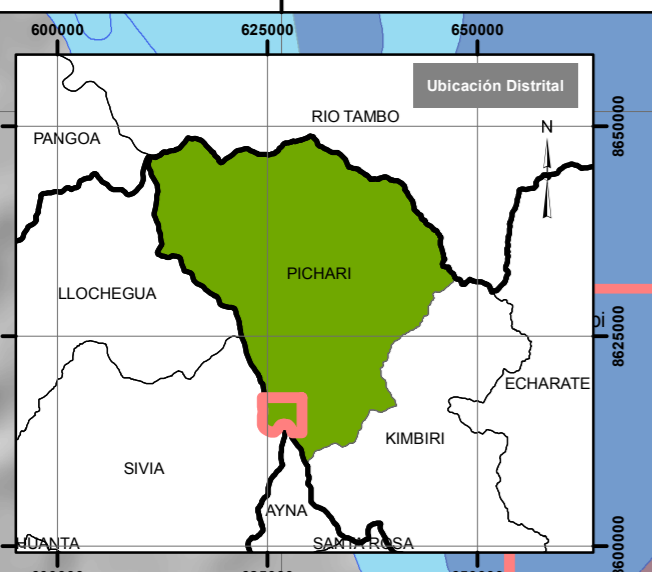 600000 625000 650000
Ubicación Distrital
RIO TAMBO
PANGOA
N
8650000
PICHARI
LLOCHEGUA
8625000
ECHARATE
KIMBIRI
SIVIA
AYNA
HUANTA
SANTA ROSA
8600000